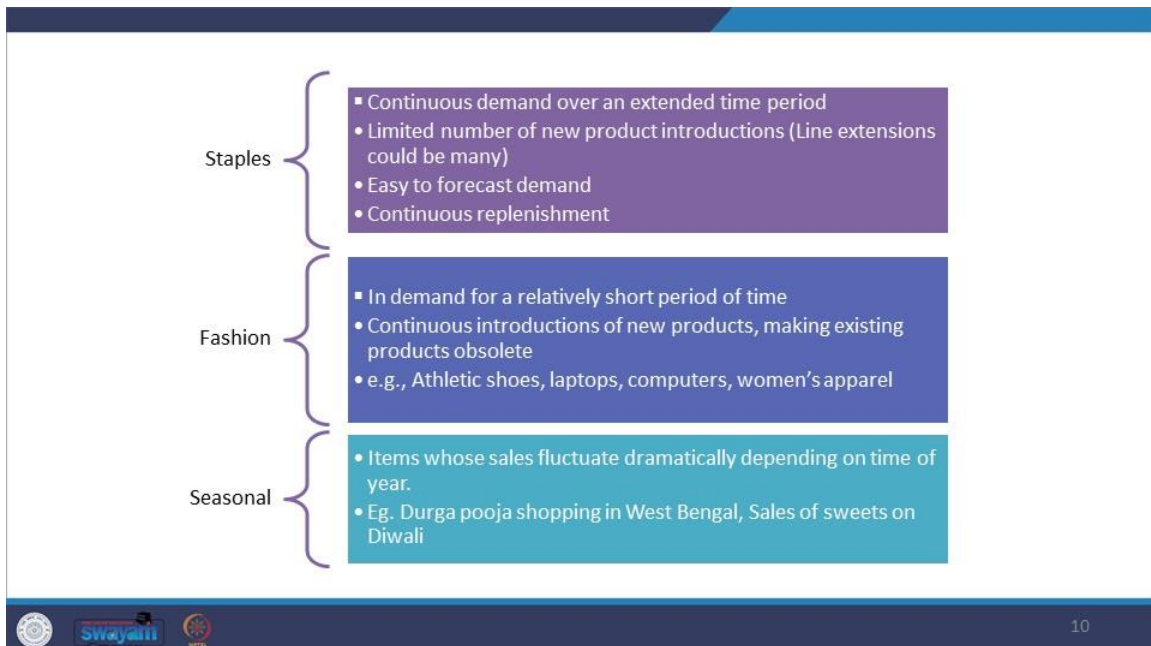 Staples
▪ Continuous demand over an extended time period
• Limited number of new product introductions (Line extensions
could be many)
• Easy to forecast demand
• Continuous replenishment
Fashion
▪ In demand for a relatively short period of time
• Continuous introductions of new products, making existing
products obsolete
• e.g., Athletic shoes, laptops, computers, women's apparel
Seasonal
• Items whose sales fluctuate dramatically depending on time of
year.
• Eg. Durga pooja shopping in West Bengal, Sales of sweets on
Diwali
swayam
10